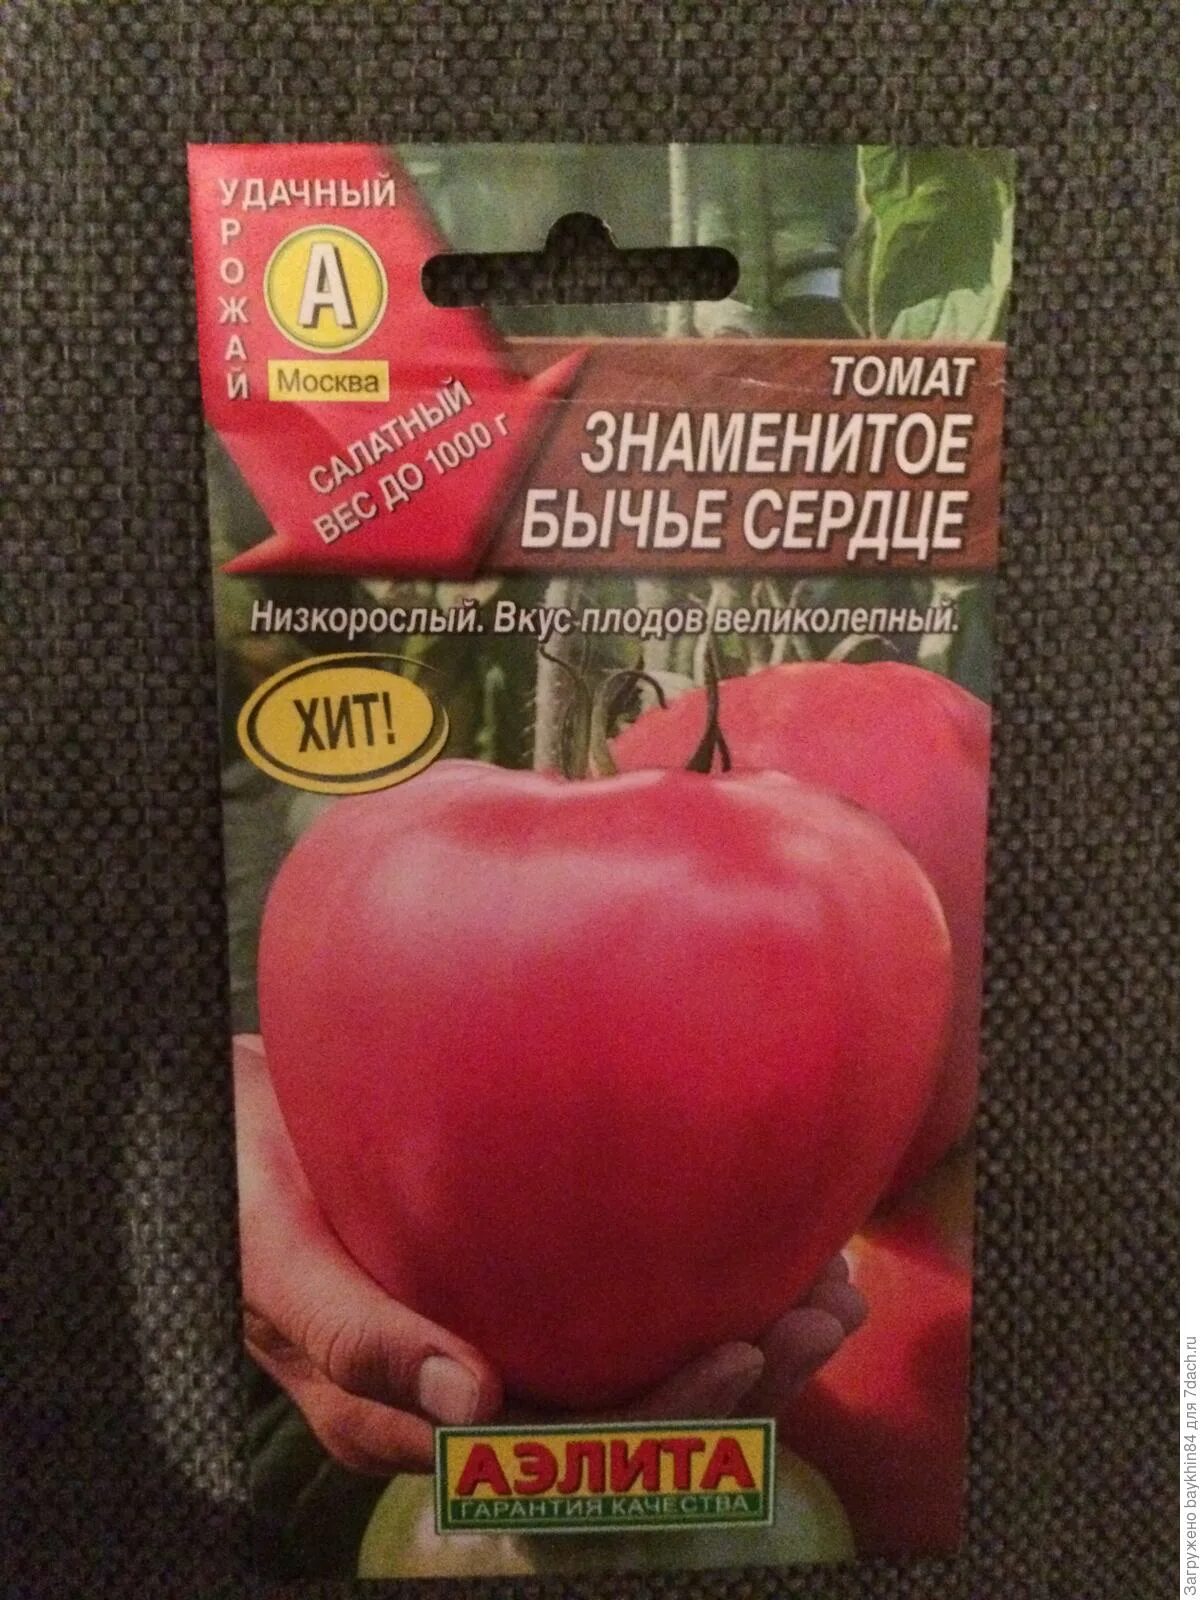 УДАЧНЫЙ
УРОЖАЙ
А
Москва
САЛАТНЫЙ
ВЕС ДО 1000 г
ТОМАТ
ЗНАМЕНИТОЕ
БЫЧЬЕ СЕРДЦЕ
Низкорослый. Вкус плодов великолепный.
ХИТ!
АЭЛИТА
ГАРАНТИЯ КАЧЕСТВА
Загружено baykhin84 для 7dach.ru